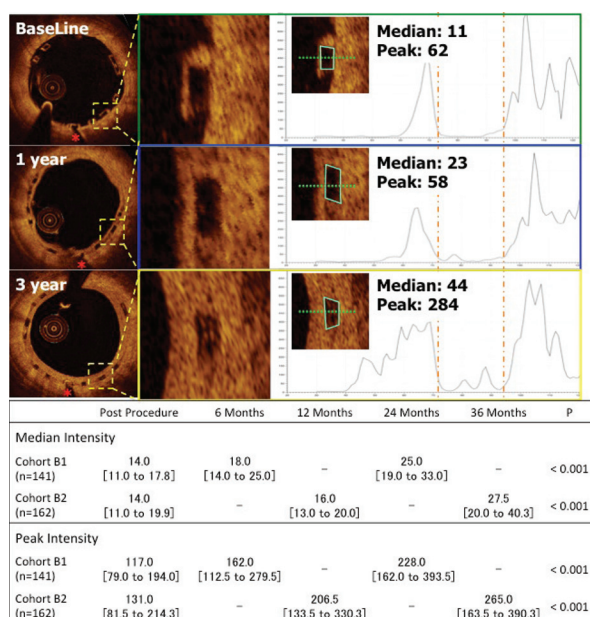 BaseLine
Median: 11
Peak: 62
1 year
Median: 23
Peak: 58
3 year
Median: 44
Peak: 284
Post Procedure 6 Months 12 Months 24 Months 36 Months P
Median Intensity
Cohort B1 (n=141) 14.0 [11.0 to 17.8] 18.0 [14.0 to 25.0] – 25.0 [19.0 to 33.0] – < 0.001
Cohort B2 (n=162) 14.0 [11.0 to 19.9] – 16.0 [13.0 to 20.0] – 27.5 [20.0 to 40.3] < 0.001
Peak Intensity
Cohort B1 (n=141) 117.0 [79.0 to 194.0] 162.0 [112.5 to 279.5] – 228.0 [162.0 to 393.5] – < 0.001
Cohort B2 (n=162) 131.0 [81.5 to 214.3] – 206.5 [133.5 to 330.3] – 265.0 [163.5 to 390.3] < 0.001